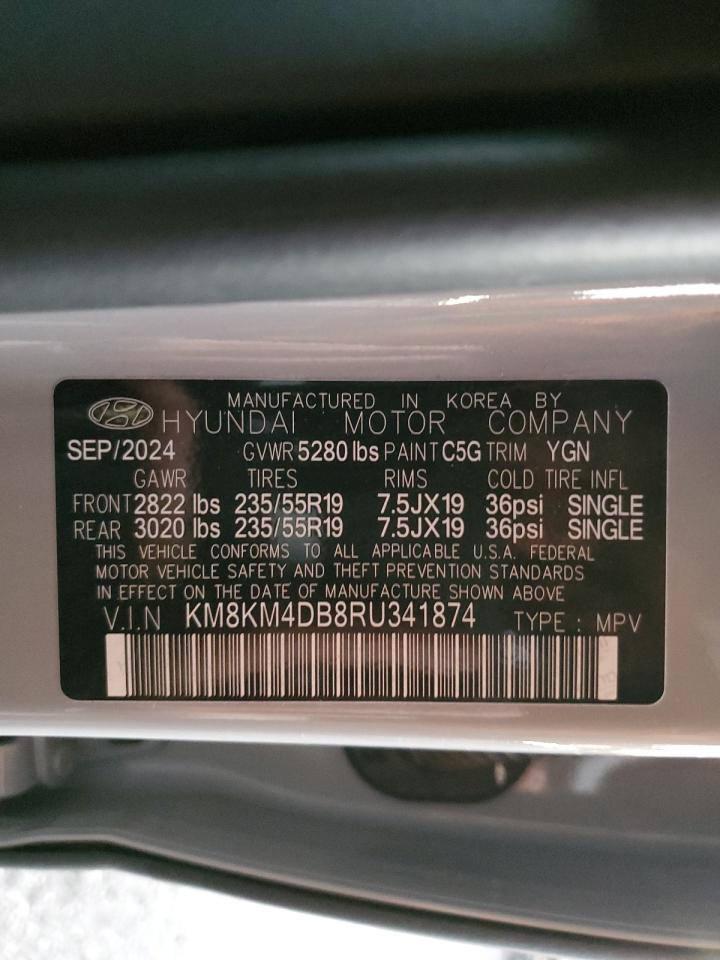 MANUFACTURED IN KOREA BY
HYUNDAI MOTOR COMPANY
SEP/2024 GVWR 5280 lbs PAINT C5G TRIM YGN
GAWR TIRES RIMS COLD TIRE INFL
FRONT 2822 lbs 235/55R19 7.5JX19 36psi SINGLE
REAR 3020 lbs 235/55R19 7.5JX19 36psi SINGLE
THIS VEHICLE CONFORMS TO ALL APPLICABLE U.S.A. FEDERAL
MOTOR VEHICLE SAFETY AND THEFT PREVENTION STANDARDS
IN EFFECT ON THE DATE OF MANUFACTURE SHOWN ABOVE
V.I.N KM8KM4DB8RU341874 TYPE : MPV